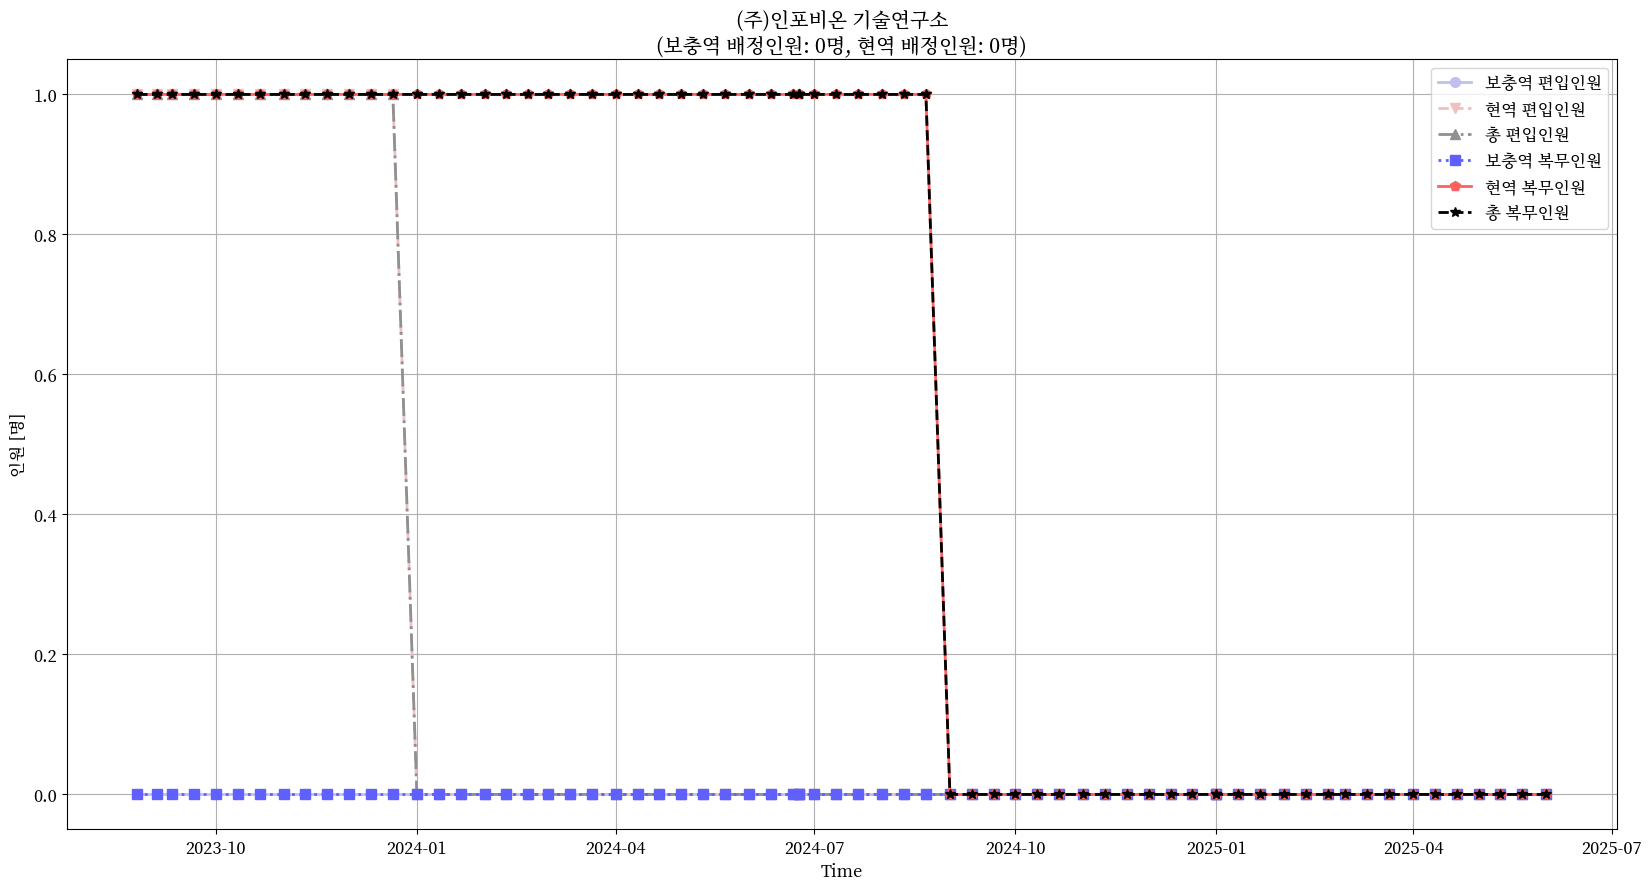 (주)인포비온 기술연구소
(보충역 배정인원: 0명, 현역 배정인원: 0명)
보충역 편입인원
현역 편입인원
총 편입인원
보충역 복무인원
현역 복무인원
총 복무인원
인원 [명]
1.0
0.8
0.6
0.4
0.2
0.0
2023-10
2024-01
2024-04
2024-07
2024-10
2025-01
2025-04
2025-07
Time